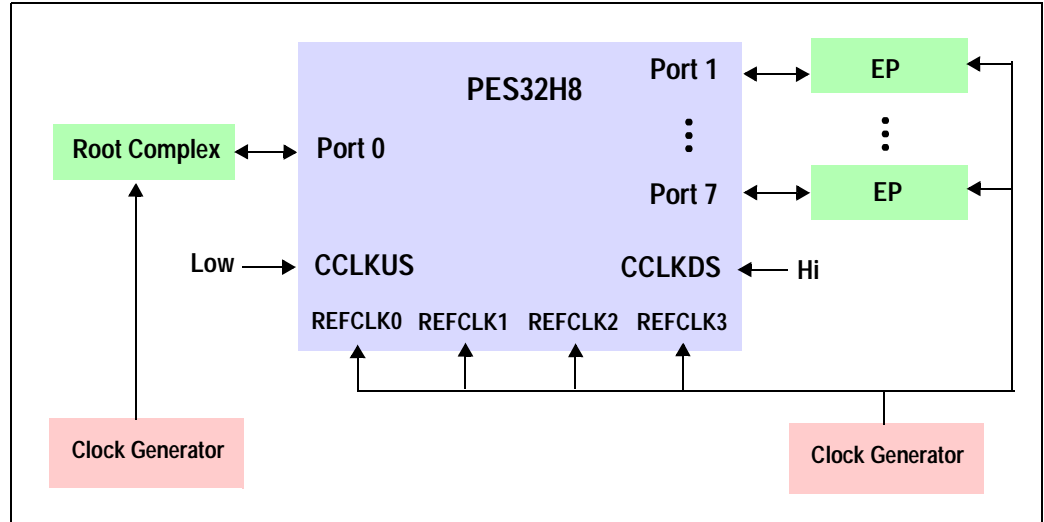 PES32H8
Port 1
EP
Root Complex
Port 0
Port 7
EP
Low
CCLKUS
CCLKDS
Hi
REFCLK0 REFCLK1 REFCLK2 REFCLK3
Clock Generator
Clock Generator